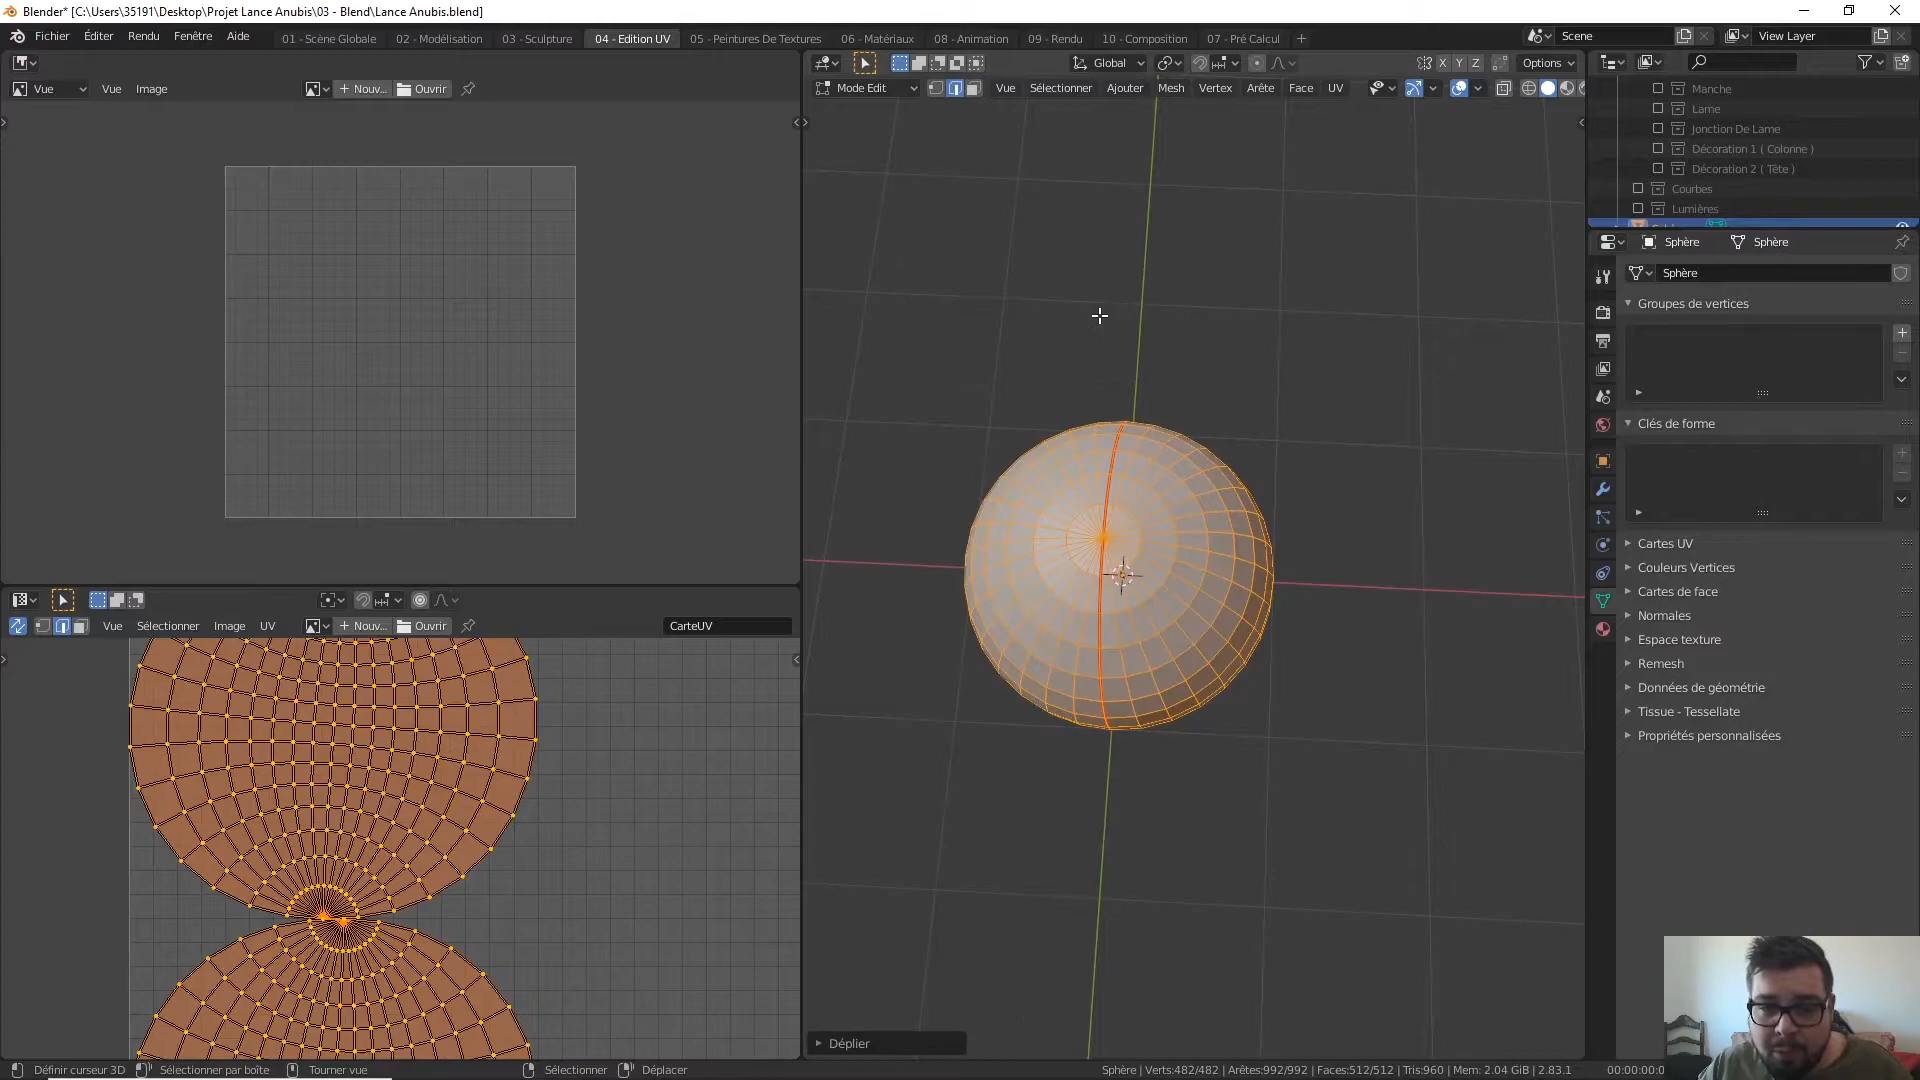 Blender* [C:\Users\35191\Desktop\Projet Lance Anubis\03 - Blend\Lance Anubis.blend]
Fichier Éditer Rendu Fenêtre Aide 01 - Scène Globale 02 - Modélisation 03 - Sculpture 04 - Edition UV 05 - Peintures De Textures 06 - Matériaux 08 - Animation 09 - Rendu 10 - Composition 07 - Pré Calcul + Scene View Layer
Global X Y Z Options
Vue Vue Image + Nouv... Ouvrir Mode Edit Vue Sélectionner Ajouter Mesh Vertex Arête Face UV
Manche
Lame
Jonction De Lame
Décoration 1 ( Colonne )
Décoration 2 ( Tête )
Courbes
Lumières
Sphère Sphère
Sphère
Groupes de vertices
Clés de forme
Cartes UV
Couleurs Vertices
Cartes de face
Normales
Espace texture
Remesh
Données de géométrie
Tissue - Tessellate
Propriétés personnalisées
Vue Sélectionner Image UV + Nouv... Ouvrir CarteUV
Déplier
Définir curseur 3D Sélectionner par boîte Tourner vue Sélectionner Déplacer Sphère | Verts:482/482 | Arêtes:992/992 | Faces:512/512 | Tris:960 | Mem: 2.04 GiB | 2.83.1 00:00:00:0